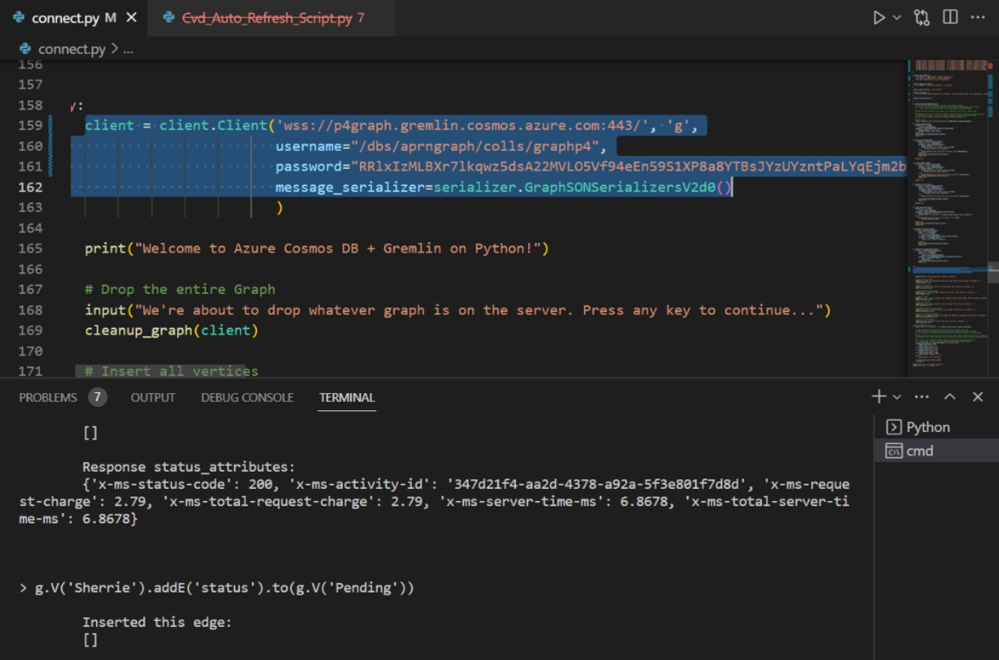 connect.py M
Cvd_Auto_Refresh_Script.py 7
connect.py > ...
156
157
158 y:
159 client = client.Client('wss://p4graph.gremlin.cosmos.azure.com:443/', 'g',
160 username="/dbs/aprngraph/colls/graphp4",
161 password="RRlxIzMLBXr7lkqwz5dsA22MVLO5Vf94eEn59S1XP8a8YTBsJYzUYzntPaLYqEjm2b
162 message_serializer=serializer.GraphSONSerializersV2d0()
163 )
164
165 print("Welcome to Azure Cosmos DB + Gremlin on Python!")
166
167 # Drop the entire Graph
168 input("We're about to drop whatever graph is on the server. Press any key to continue...")
169 cleanup_graph(client)
170
171 # Insert all vertices
PROBLEMS 7 OUTPUT DEBUG CONSOLE TERMINAL
Python
cmd
[]
Response status_attributes:
{'x-ms-status-code': 200, 'x-ms-activity-id': '347d21f4-aa2d-4378-a92a-5f3e801f7d8d', 'x-ms-reque
st-charge': 2.79, 'x-ms-total-request-charge': 2.79, 'x-ms-server-time-ms': 6.8678, 'x-ms-total-server-ti
me-ms': 6.8678}
> g.V('Sherrie').addE('status').to(g.V('Pending'))
Inserted this edge:
[]